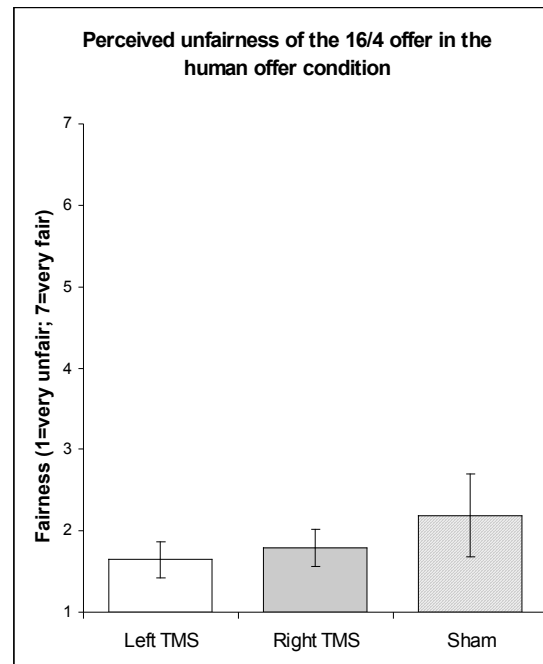 Perceived unfairness of the 16/4 offer in the
human offer condition
Fairness (1=very unfair; 7=very fair)
7
6
5
4
3
2
1
Left TMS
Right TMS
Sham